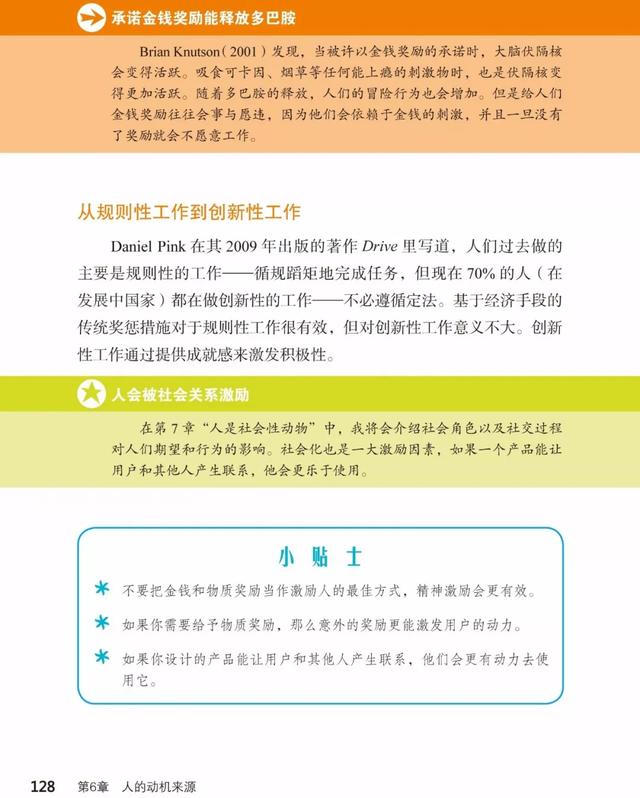 承诺金钱奖励能释放多巴胺
Brian Knutson（2001）发现，当被许以金钱奖励的承诺时，大脑伏隔核
会变得活跃。吸食可卡因、烟草等任何能上瘾的刺激物时，也是伏隔核变
得更加活跃。随着多巴胺的释放，人们的冒险行为也会增加。但是给人们
金钱奖励往往会事与愿违，因为他们会依赖于金钱的刺激，并且一旦没有
了奖励就会不愿意工作。
从规则性工作到创新性工作
Daniel Pink 在其 2009 年出版的著作 Drive 里写道，人们过去做的
主要是规则性的工作——循规蹈矩地完成任务，但现在 70% 的人（在
发展中国家）都在做创新性的工作——不必遵循定法。基于经济手段的
传统奖惩措施对于规则性工作很有效，但对创新性工作意义不大。创新
性工作通过提供成就感来激发积极性。
人会被社会关系激励
在第 7 章“人是社会性动物”中，我将会介绍社会角色以及社交过程
对人们期望和行为的影响。社会化也是一大激励因素，如果一个产品能让
用户和其他人产生联系，他会更乐于使用。
小贴士
* 不要把金钱和物质奖励当作激励人的最佳方式，精神激励会更有效。
* 如果你需要给予物质奖励，那么意外的奖励更能激发用户的动力。
* 如果你设计的产品能让用户和其他人产生联系，他们会更有动力去使
用它。
128 第6章 人的动机来源